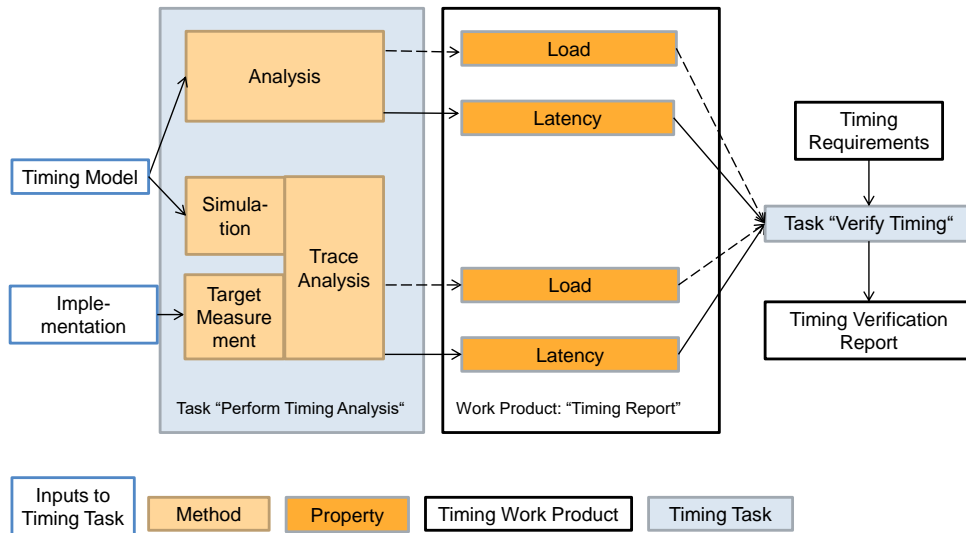 Analysis
Load
Latency
Timing
Requirements
Timing Model
Simula-
tion
Trace
Analysis
Task “Verify Timing“
Imple-
mentation
Target
Measure
ment
Load
Latency
Timing Verification
Report
Task “Perform Timing Analysis“
Work Product: “Timing Report”
Inputs to
Timing Task
Method
Property
Timing Work Product
Timing Task